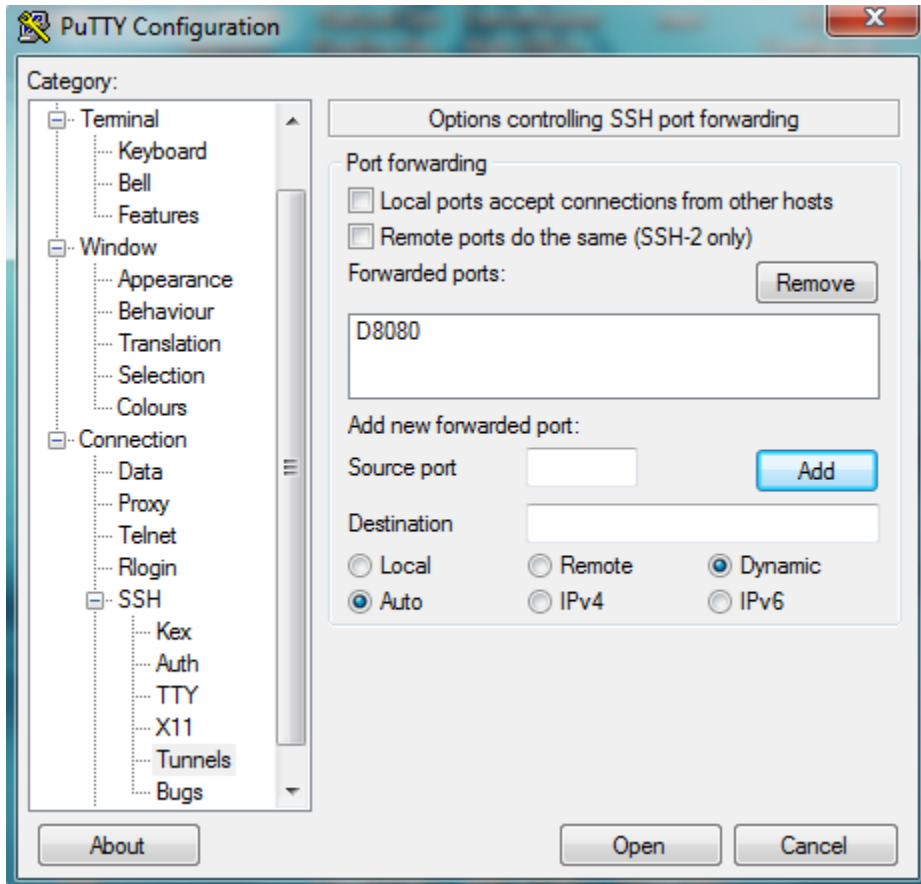 PuTTY Configuration
Category:
Terminal
Keyboard
Bell
Features
Window
Appearance
Behaviour
Translation
Selection
Colours
Connection
Data
Proxy
Telnet
Rlogin
SSH
Kex
Auth
TTY
X11
Tunnels
Bugs
Options controlling SSH port forwarding
Port forwarding
Local ports accept connections from other hosts
Remote ports do the same (SSH-2 only)
Forwarded ports:
Remove
D8080
Add new forwarded port:
Source port
Add
Destination
Local Remote Dynamic
Auto IPv4 IPv6
About Open Cancel